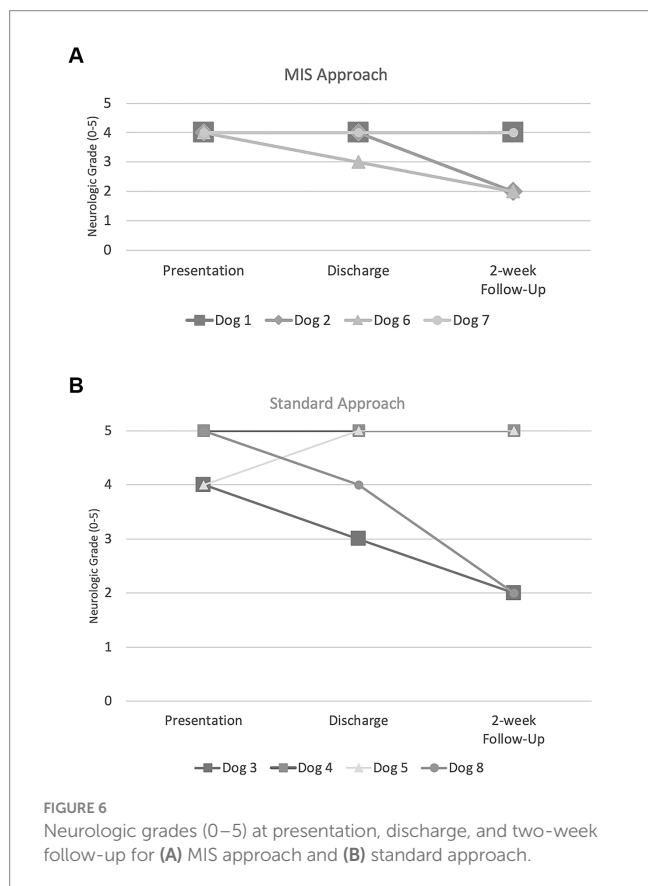 A
MIS Approach
Neurologic Grade (0-5)
5
4
3
2
1
0
Presentation
Discharge
2-week
Follow-Up
Dog 1
Dog 2
Dog 6
Dog 7
B
Standard Approach
Neurologic Grade (0-5)
5
4
3
2
1
0
Presentation
Discharge
2-week
Follow-Up
Dog 3
Dog 4
Dog 5
Dog 8
FIGURE 6
Neurologic grades (0–5) at presentation, discharge, and two-week
follow-up for (A) MIS approach and (B) standard approach.